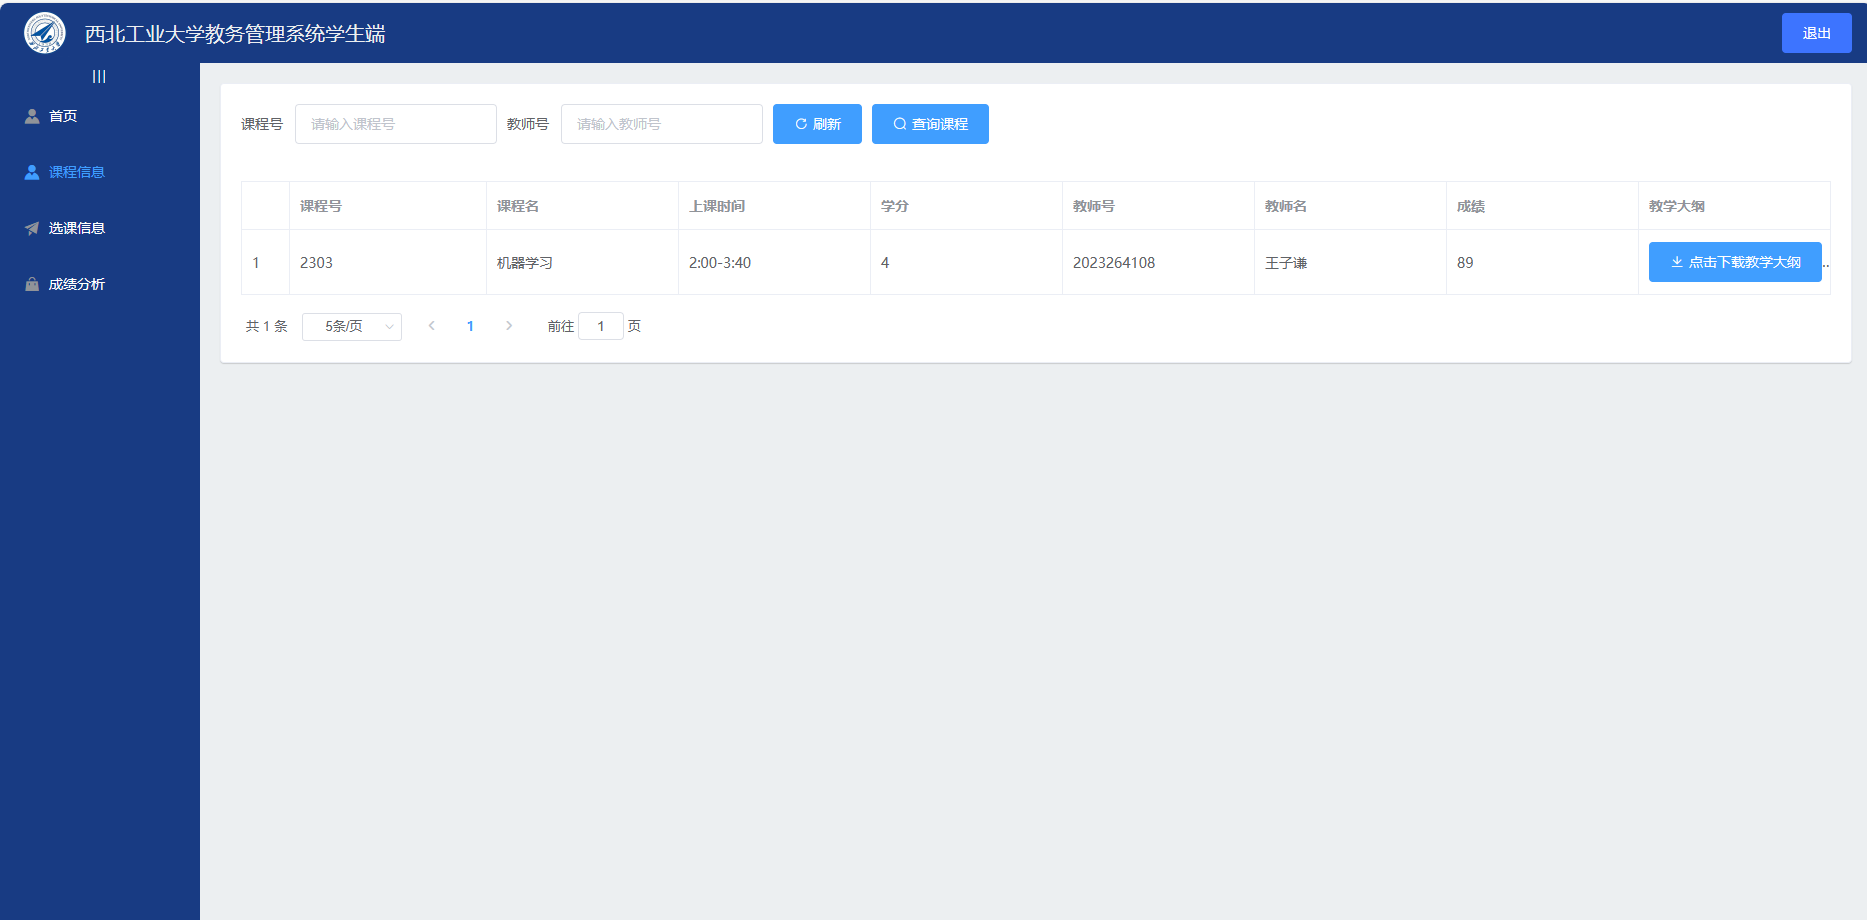 西北工业大学教务管理系统学生端
退出
首页
课程信息
选课信息
成绩分析
课程号 请输入课程号 教师号 请输入教师号 刷新 查询课程
课程号 课程名 上课时间 学分 教师号 教师名 成绩 教学大纲
1 2303 机器学习 2:00-3:40 4 2023264108 王子谦 89 点击下载教学大纲 ..
共 1 条 5条/页 1 前往 1 页